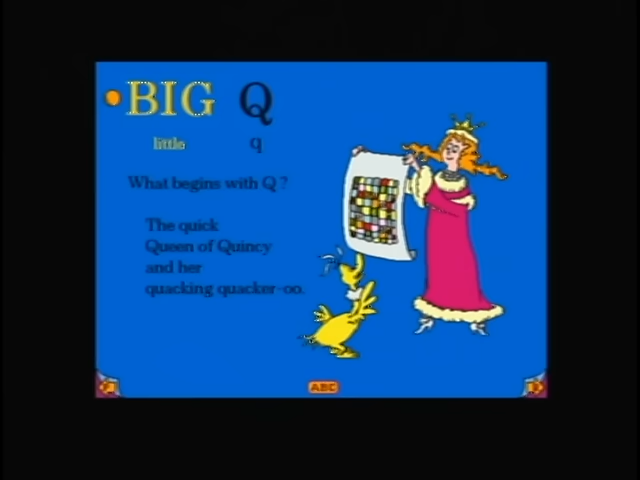 BIG Q
little q
What begins with Q?
The quick
Queen of Quincy
and her
quacking quacker-oo.
ABC